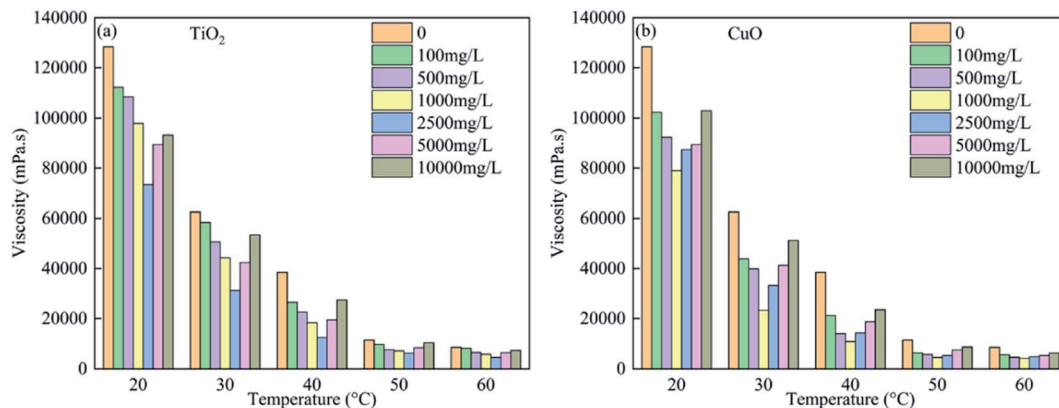 (a)
TiO₂
0
100mg/L
500mg/L
1000mg/L
2500mg/L
5000mg/L
10000mg/L
Viscosity (mPa.s)
140000
120000
100000
80000
60000
40000
20000
0
20 30 40 50 60
Temperature (°C)
(b)
CuO
0
100mg/L
500mg/L
1000mg/L
2500mg/L
5000mg/L
10000mg/L
Viscosity (mPa.s)
140000
120000
100000
80000
60000
40000
20000
0
20 30 40 50 60
Temperature (°C)